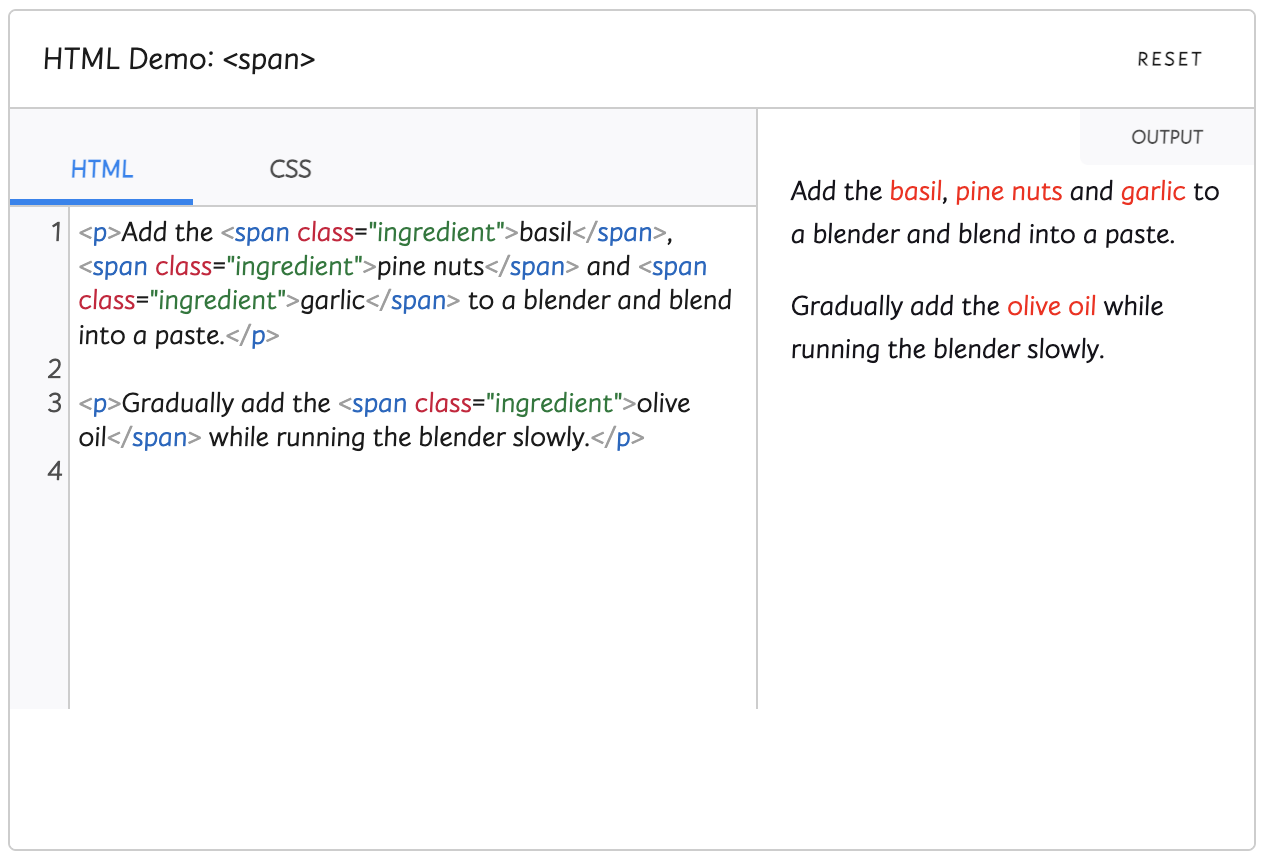 HTML Demo: <span>
RESET
HTML
CSS
1 <p>Add the <span class="ingredient">basil</span>,
<span class="ingredient">pine nuts</span> and <span
class="ingredient">garlic</span> to a blender and blend
into a paste.</p>
2
3 <p>Gradually add the <span class="ingredient">olive
oil</span> while running the blender slowly.</p>
4
OUTPUT
Add the basil, pine nuts and garlic to
a blender and blend into a paste.
Gradually add the olive oil while
running the blender slowly.